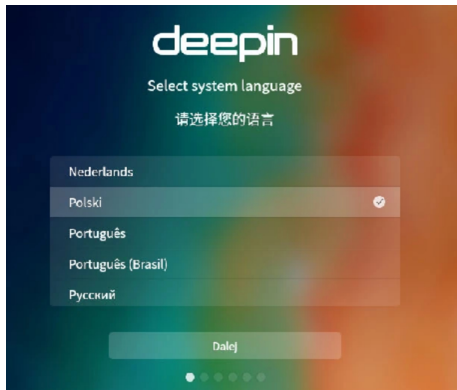 deepin
Select system language
请选择您的语言
Nederlands
Polski
Português
Português (Brasil)
Русский
Dalej